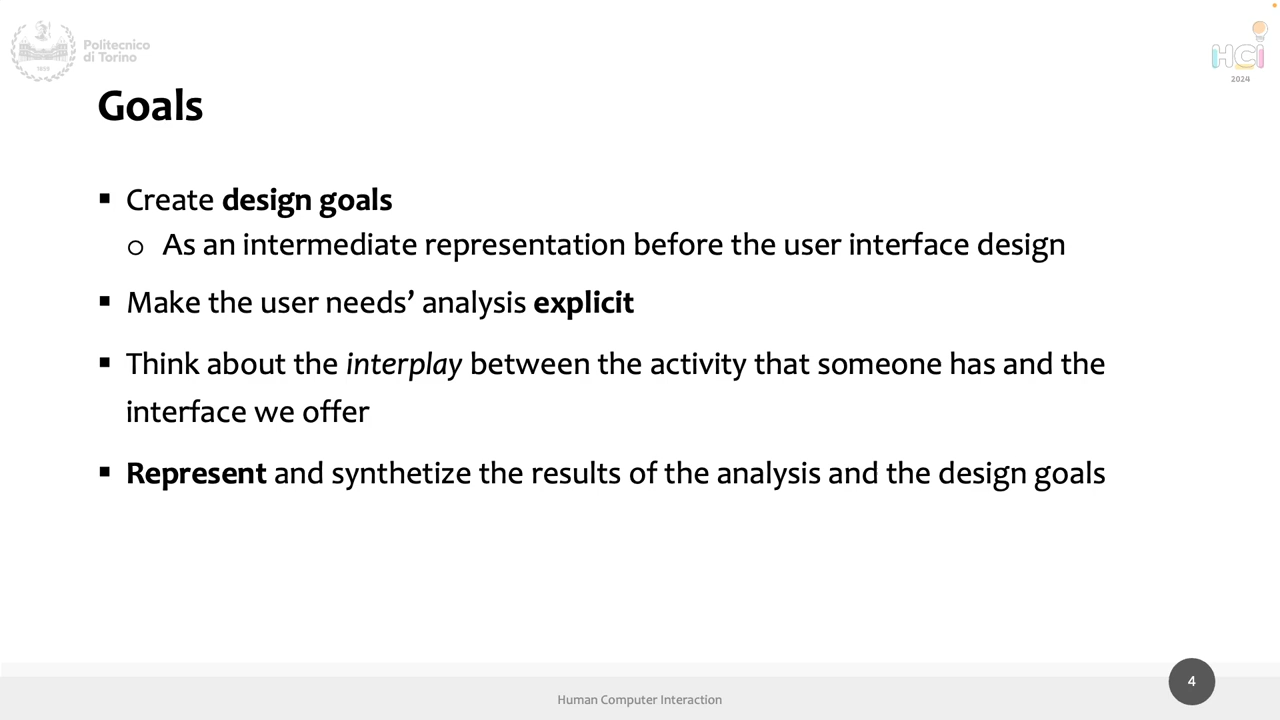 Politecnico
di Torino
1859
HCI
2024
Goals
▪ Create design goals
o As an intermediate representation before the user interface design
▪ Make the user needs’ analysis explicit
▪ Think about the interplay between the activity that someone has and the
interface we offer
▪ Represent and synthetize the results of the analysis and the design goals
Human Computer Interaction
4